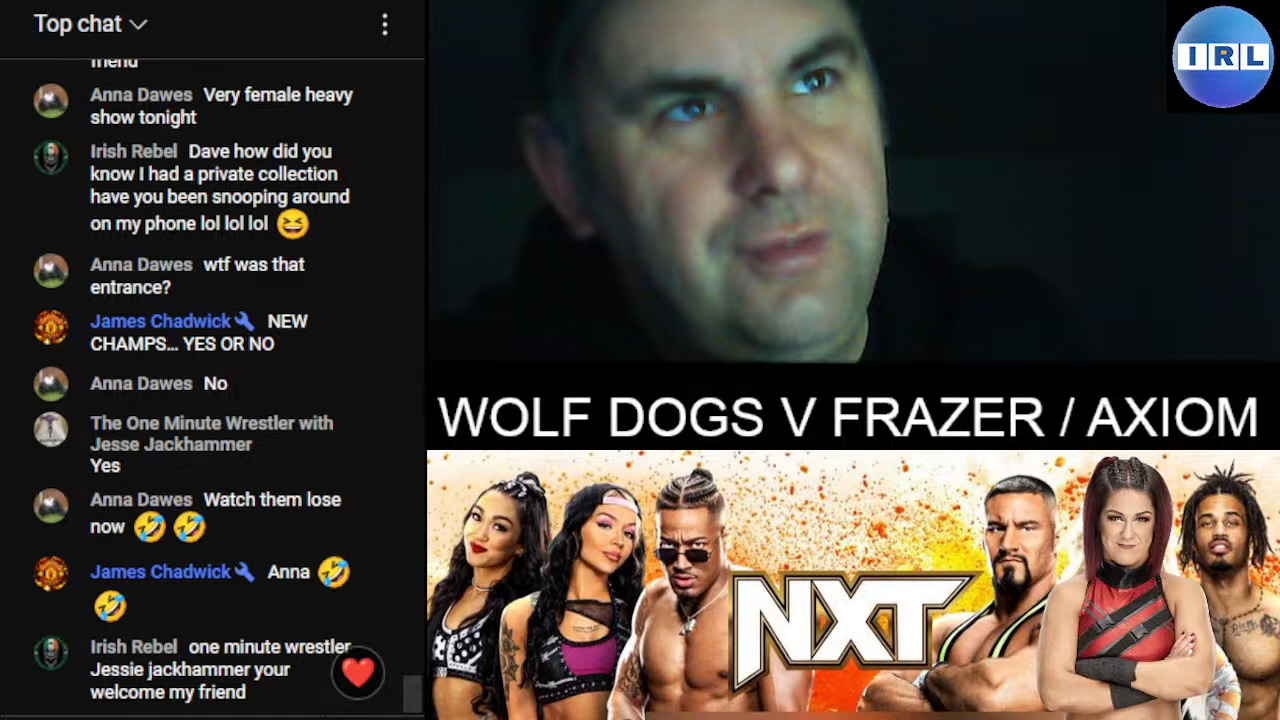 Top chat
friend
Anna Dawes Very female heavy
show tonight
Irish Rebel Dave how did you
know I had a private collection
have you been snooping around
on my phone lol lol lol
Anna Dawes wtf was that
entrance?
James Chadwick NEW
CHAMPS... YES OR NO
Anna Dawes No
The One Minute Wrestler with
Jesse Jackhammer
Yes
Anna Dawes Watch them lose
now
James Chadwick Anna
Irish Rebel one minute wrestler
Jessie jackhammer your
welcome my friend
IRL
WOLF DOGS V FRAZER / AXIOM
NXT